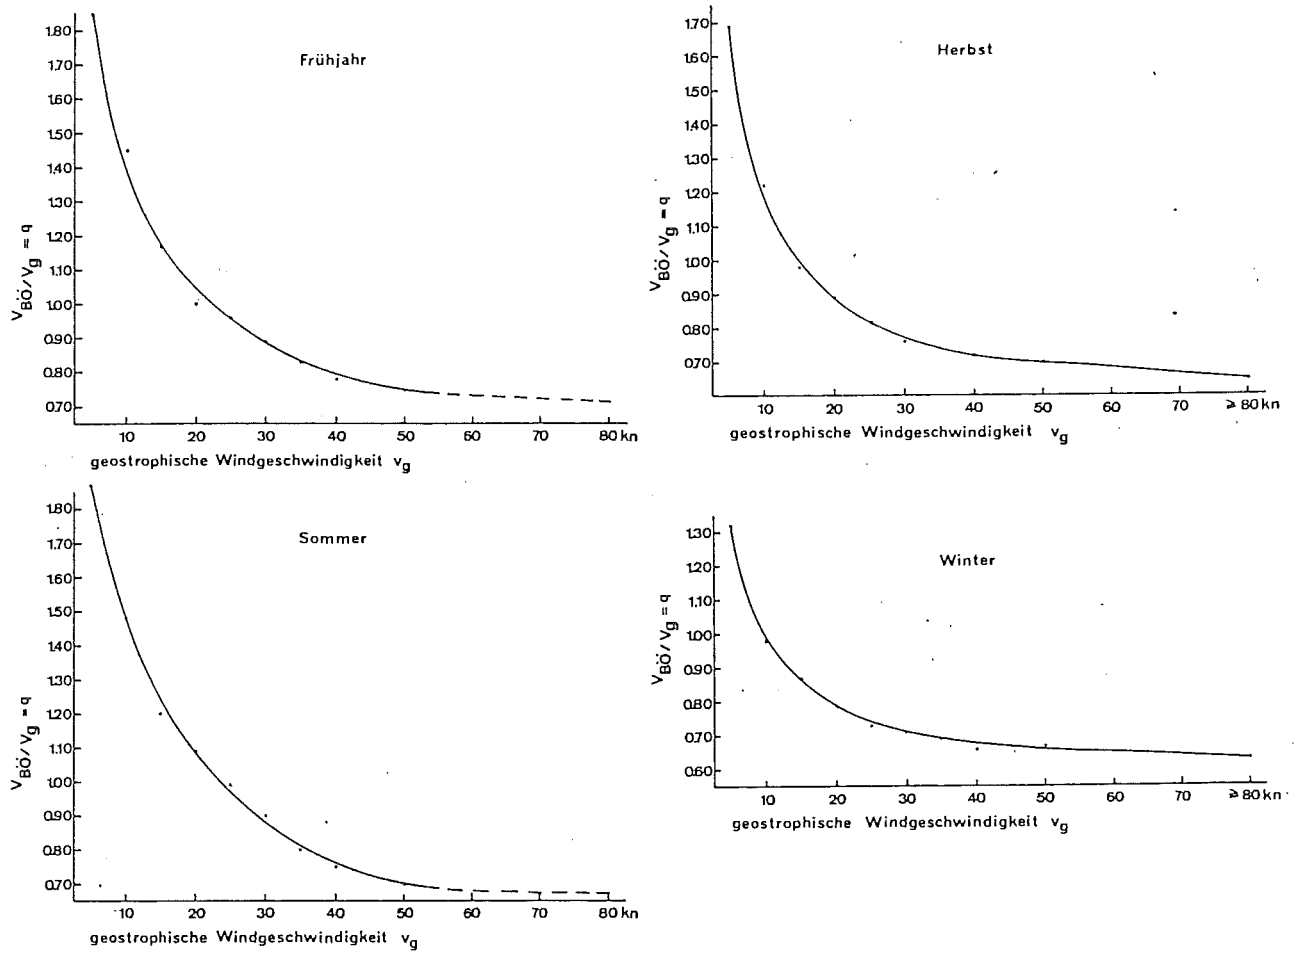 Frühjahr
1.80
1.70
1.60
1.50
1.40
1.30
1.20
1.10
1.00
0.90
0.80
0.70
V_BÖ/V_g = q
10 20 30 40 50 60 70 80 kn
geostrophische Windgeschwindigkeit v_g
Herbst
1.70
1.60
1.50
1.40
1.30
1.20
1.10
1.00
0.90
0.80
0.70
V_BÖ/V_g = q
10 20 30 40 50 60 70 ≥ 80 kn
geostrophische Windgeschwindigkeit v_g
Sommer
1.80
1.70
1.60
1.50
1.40
1.30
1.20
1.10
1.00
0.90
0.80
0.70
V_BÖ/V_g = q
10 20 30 40 50 60 70 80 kn
geostrophische Windgeschwindigkeit v_g
Winter
1.30
1.20
1.10
1.00
0.90
0.80
0.70
0.60
V_BÖ/V_g = q
10 20 30 40 50 60 70 ≥ 80 kn
geostrophische Windgeschwindigkeit v_g